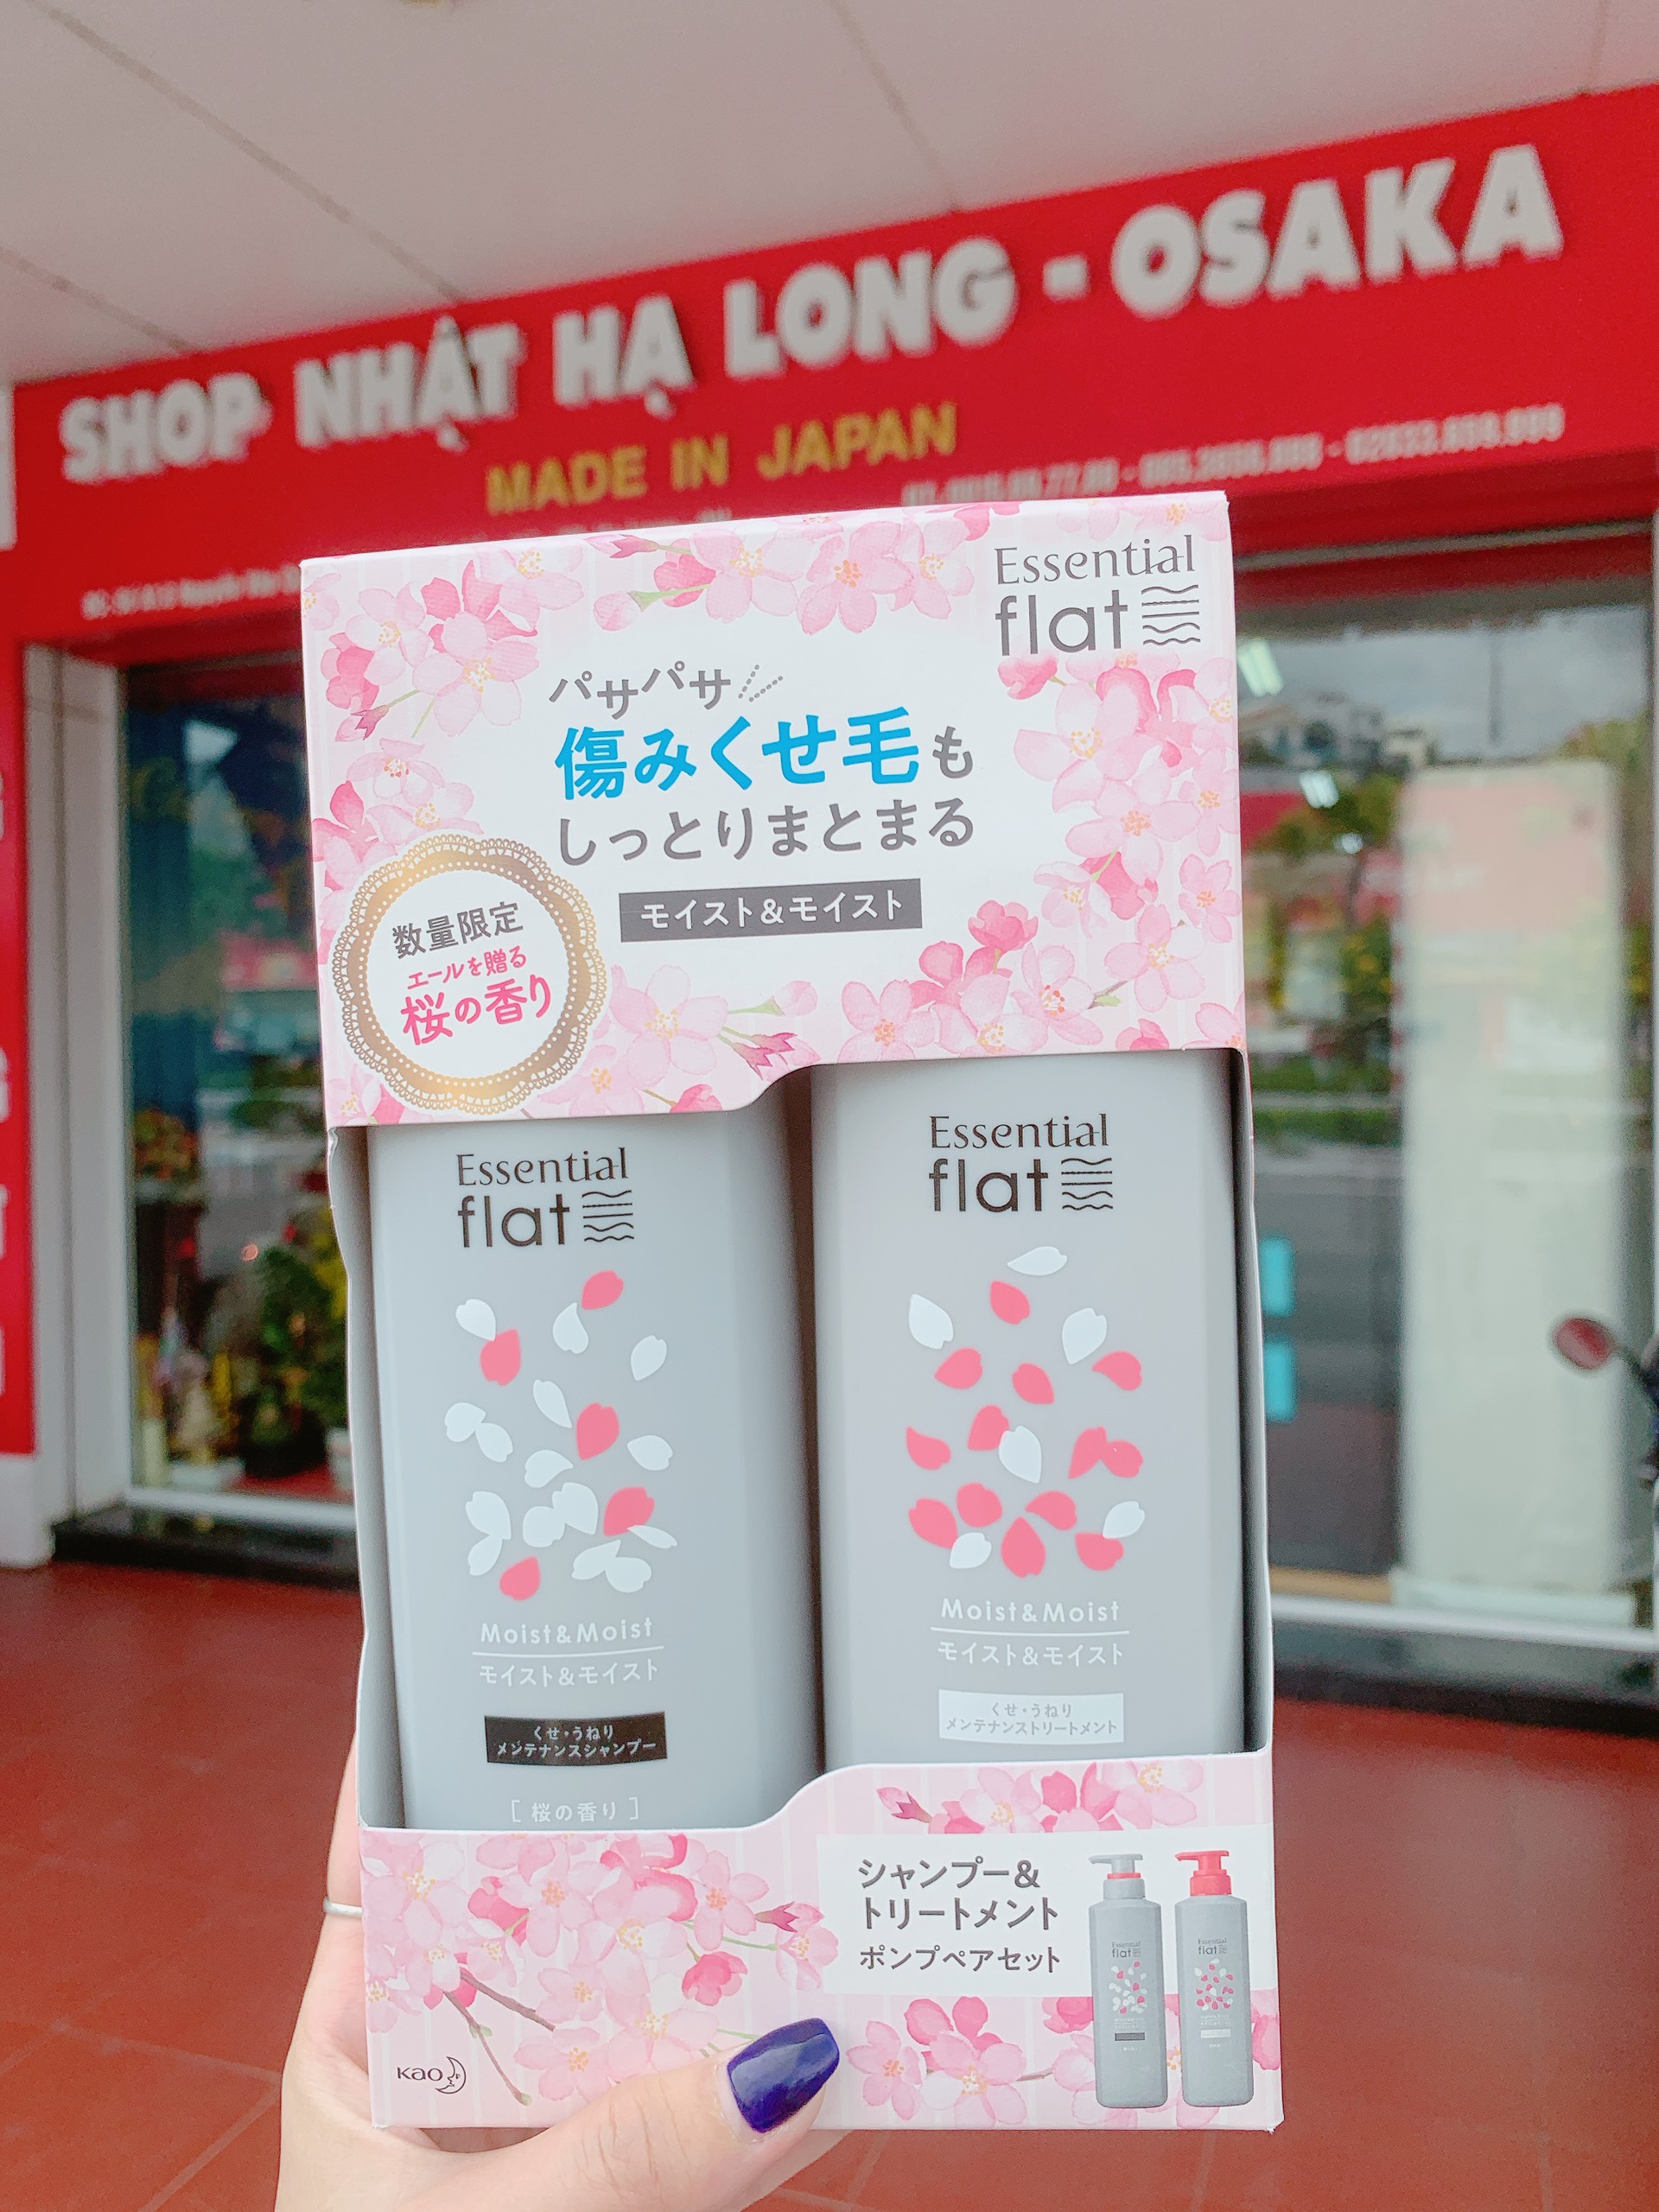 SHOP NHẬT HẠ LONG - OSAKA
MADE IN JAPAN
Essential
flat
パサパサ
傷みくせ毛も
しっとりまとまる
モイスト&モイスト
数量限定
エールを贈る
桜の香り
Essential
flat
Moist&Moist
モイスト&モイスト
くせ・うねり
メンテナンスシャンプー
[ 桜の香り ]
Essential
flat
Moist&Moist
モイスト&モイスト
くせ・うねり
メンテナンストリートメント
シャンプー&
トリートメント
ポンプペアセット
Essential
flat
Essential
flat
Kao